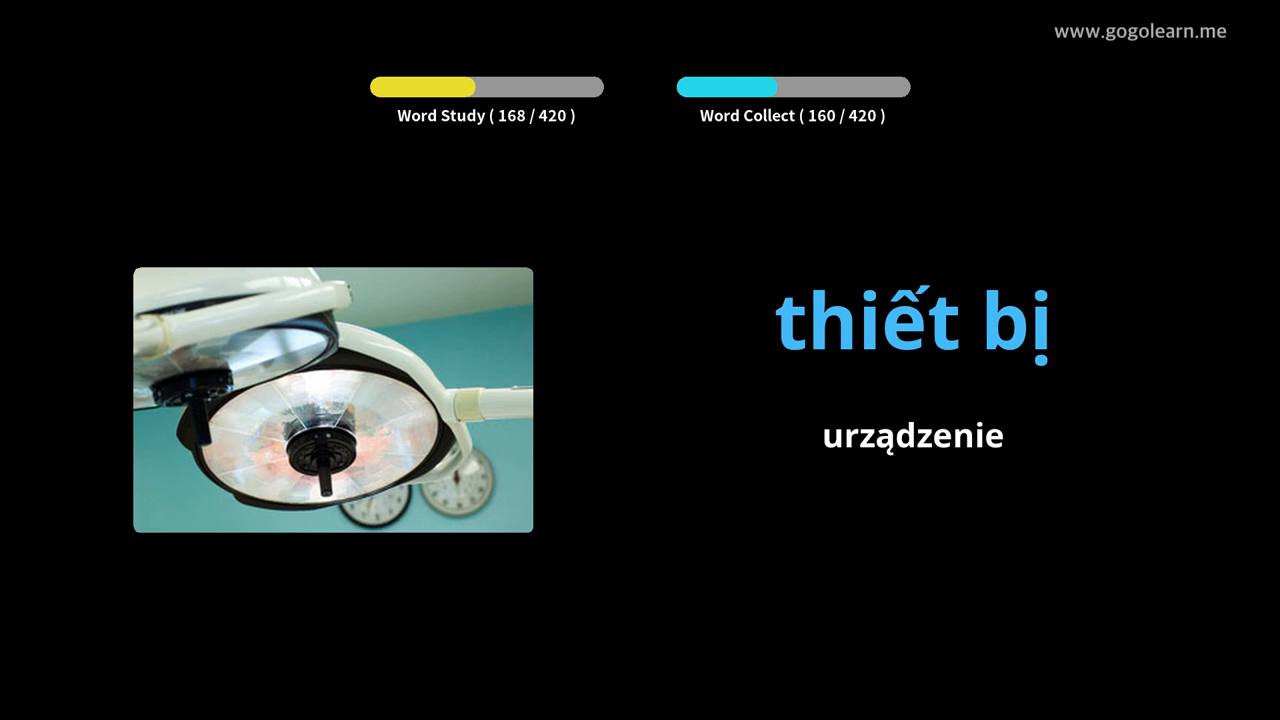 www.gogolearn.me
Word Study ( 168 / 420 )
Word Collect ( 160 / 420 )
thiết bị
urządzenie